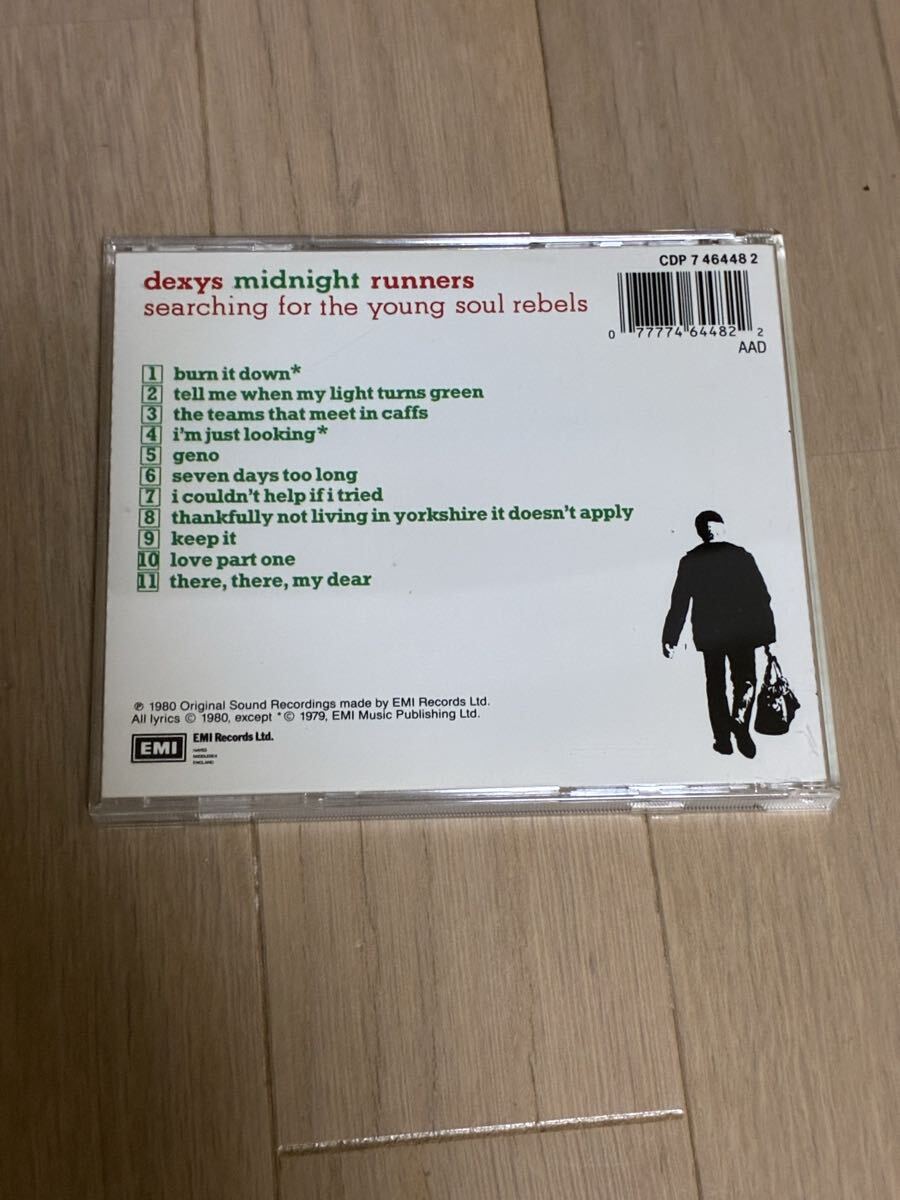 dexys midnight runners
searching for the young soul rebels
CDP 7 46448 2
0 77774 64482 2
AAD
1 burn it down*
2 tell me when my light turns green
3 the teams that meet in caffs
4 i'm just looking*
5 geno
6 seven days too long
7 i couldn't help if i tried
8 thankfully not living in yorkshire it doesn't apply
9 keep it
10 love part one
11 there, there, my dear
℗ 1980 Original Sound Recordings made by EMI Records Ltd.
All lyrics © 1980, except *© 1979, EMI Music Publishing Ltd.
EMI
EMI Records Ltd.
HAYES
MIDDLESEX
ENGLAND